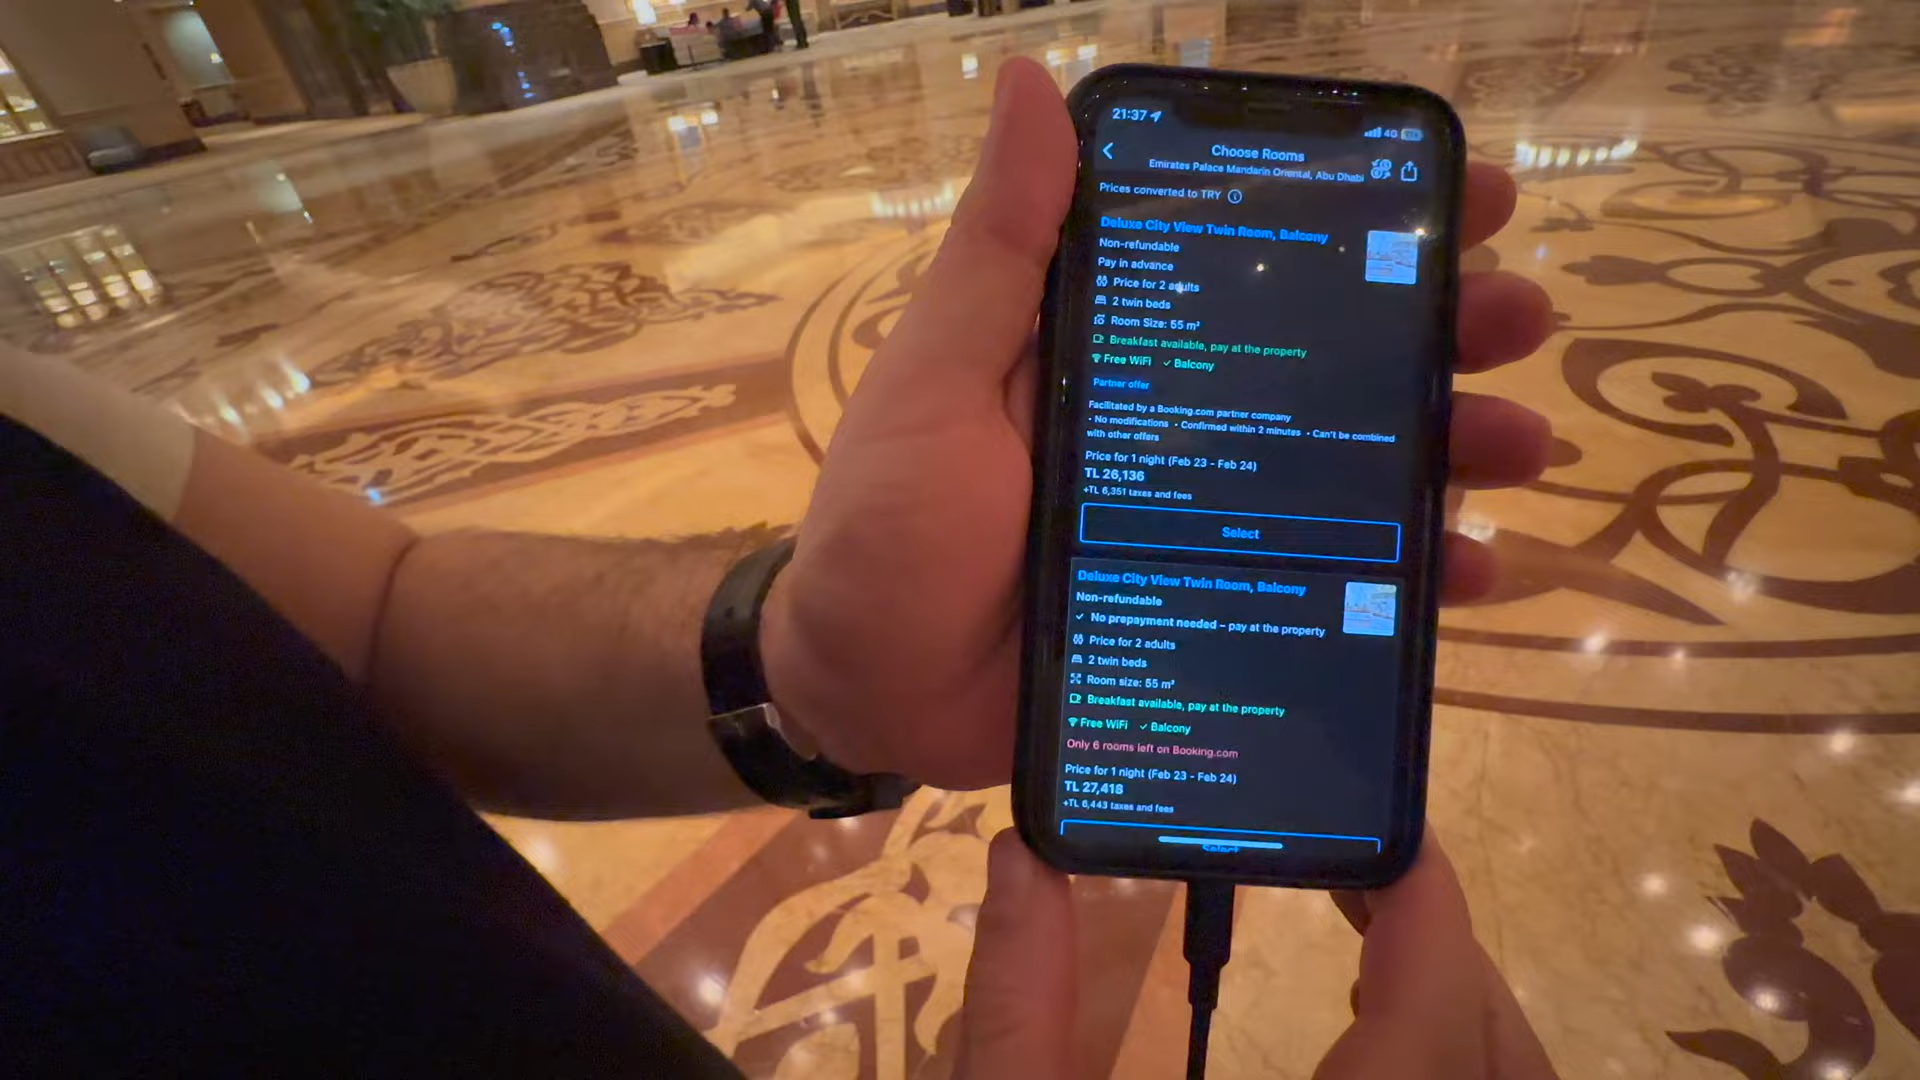 21:37
4G
Choose Rooms
Emirates Palace Mandarin Oriental, Abu Dhabi
Prices converted to TRY
Deluxe City View Twin Room, Balcony
Non-refundable
Pay in advance
Price for 2 adults
2 twin beds
Room Size: 55 m²
Breakfast available, pay at the property
Free WiFi ✓ Balcony
Partner offer
Facilitated by a Booking.com partner company
• No modifications • Confirmed within 2 minutes • Can't be combined
with other offers
Price for 1 night (Feb 23 - Feb 24)
TL 26,136
+TL 6,351 taxes and fees
Select
Deluxe City View Twin Room, Balcony
Non-refundable
✓ No prepayment needed – pay at the property
Price for 2 adults
2 twin beds
Room size: 55 m²
Breakfast available, pay at the property
Free WiFi ✓ Balcony
Only 6 rooms left on Booking.com
Price for 1 night (Feb 23 - Feb 24)
TL 27,418
+TL 6,443 taxes and fees
Select